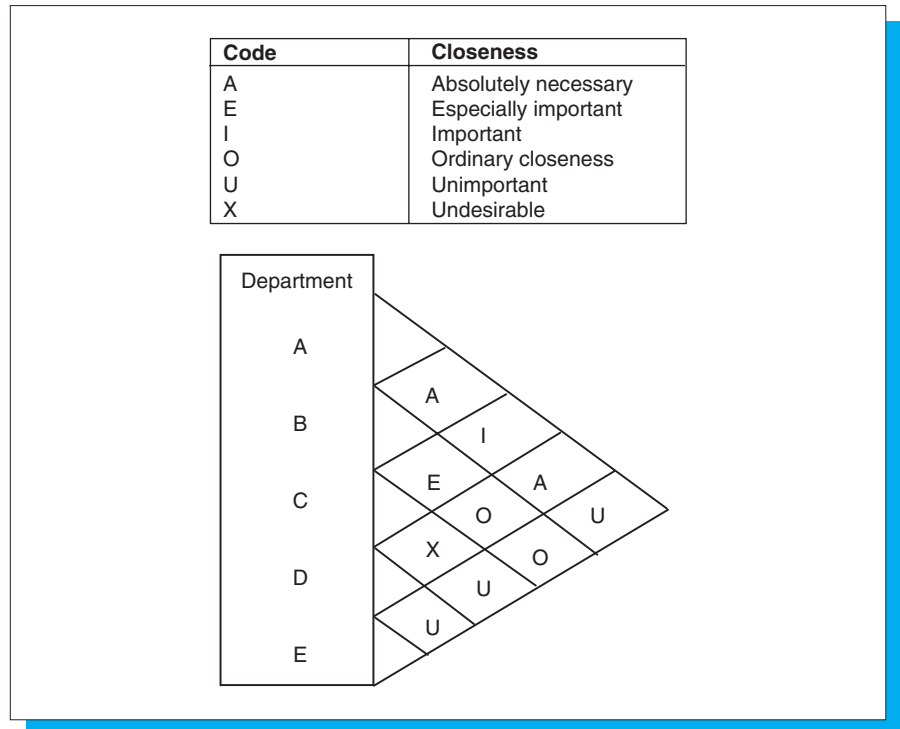 Code Closeness
A Absolutely necessary
E Especially important
I Important
O Ordinary closeness
U Unimportant
X Undesirable
Department
A
A
B
I
E
A
C
O
U
X
O
D
U
U
E